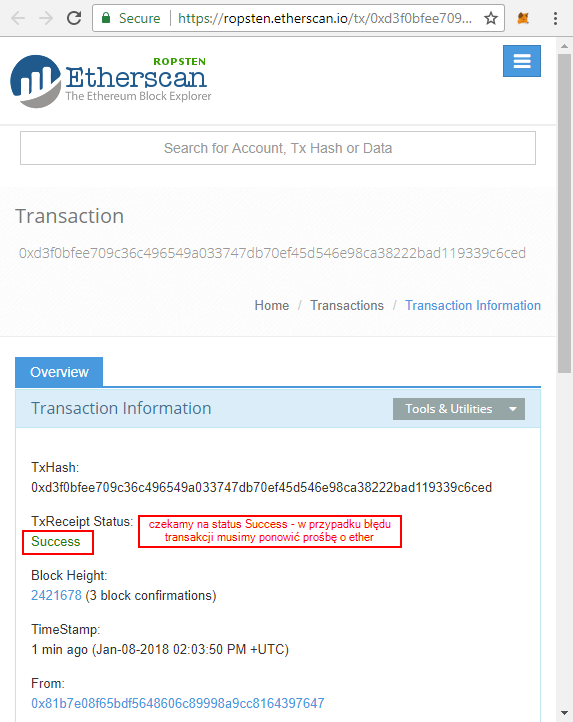 Secure https://ropsten.etherscan.io/tx/0xd3f0bfee709...
ROPSTEN
Etherscan
The Ethereum Block Explorer
Search for Account, Tx Hash or Data
Transaction
0xd3f0bfee709c36c496549a033747db70ef45d546e98ca38222bad119339c6ced
Home / Transactions / Transaction Information
Overview
Transaction Information
Tools & Utilities
TxHash:
0xd3f0bfee709c36c496549a033747db70ef45d546e98ca38222bad119339c6ced
TxReceipt Status:
Success
czekamy na status Success - w przypadku błędu
transakcji musimy ponowić prośbę o ether
Block Height:
2421678 (3 block confirmations)
TimeStamp:
1 min ago (Jan-08-2018 02:03:50 PM +UTC)
From:
0x81b7e08f65bdf5648606c89998a9cc8164397647